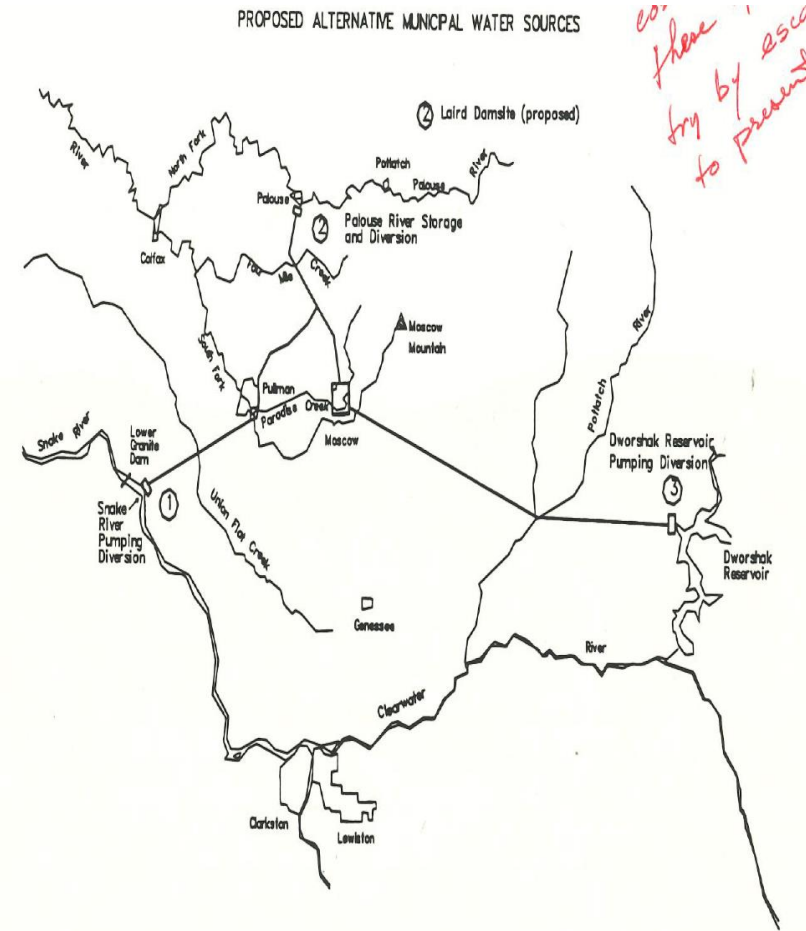 PROPOSED ALTERNATIVE MUNICPAL WATER SOURCES
these
try by
to present
2 Laird Damsite (proposed)
River
North Fork
Potlatch
Palouse
River
Palouse
2 Palouse River Storage
and Diversion
Colfax
Four
Mile
Creek
Moscow
Mountain
South Fork
River
Potlatch
Pullman
Paradise
Creek
Moscow
Snake River
Lower
Granite
Dam
Dworshak Reservoir
Pumping Diversion
3
1
Snake
River
Pumping
Diversion
Union Flat Creek
Dworshak
Reservoir
Genessee
River
Clearwater
Clarkston
Lewiston